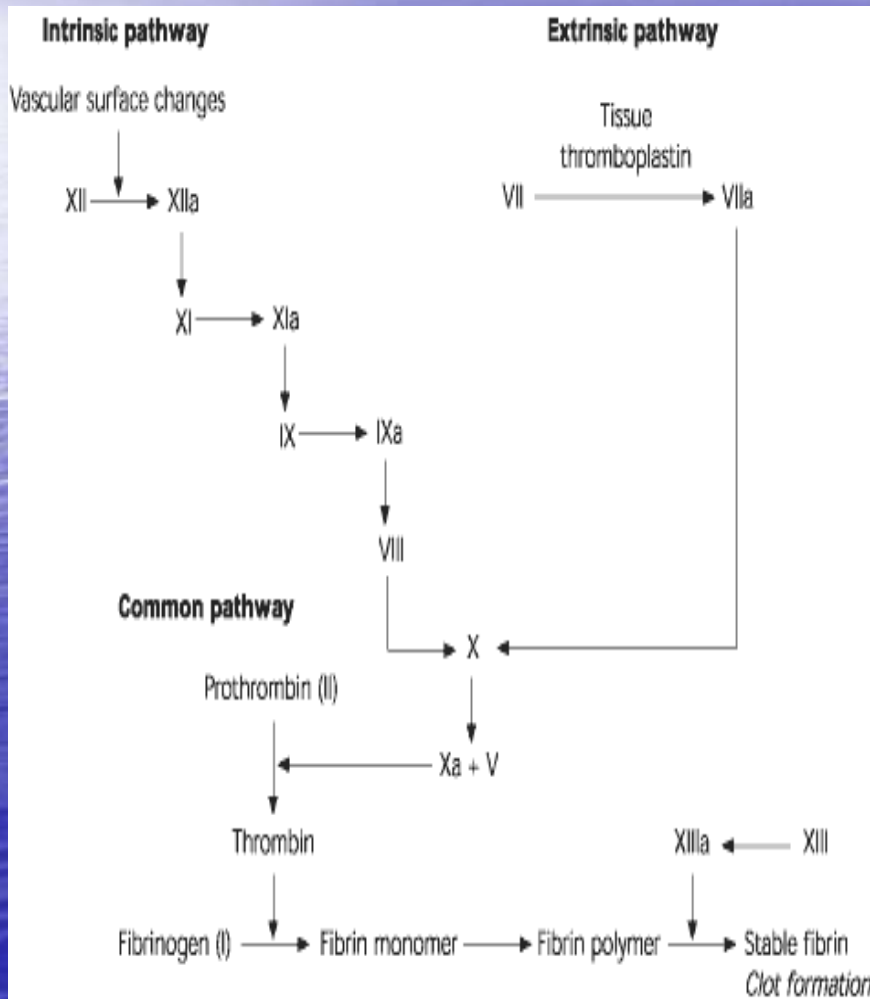 Intrinsic pathway
Extrinsic pathway
Vascular surface changes
Tissue
thromboplastin
XII
XIIa
VII
VIIa
XI
XIa
IX
IXa
VIII
Common pathway
X
Prothrombin (II)
Xa + V
Thrombin
XIIIa
XIII
Fibrinogen (I)
Fibrin monomer
Fibrin polymer
Stable fibrin
Clot formation